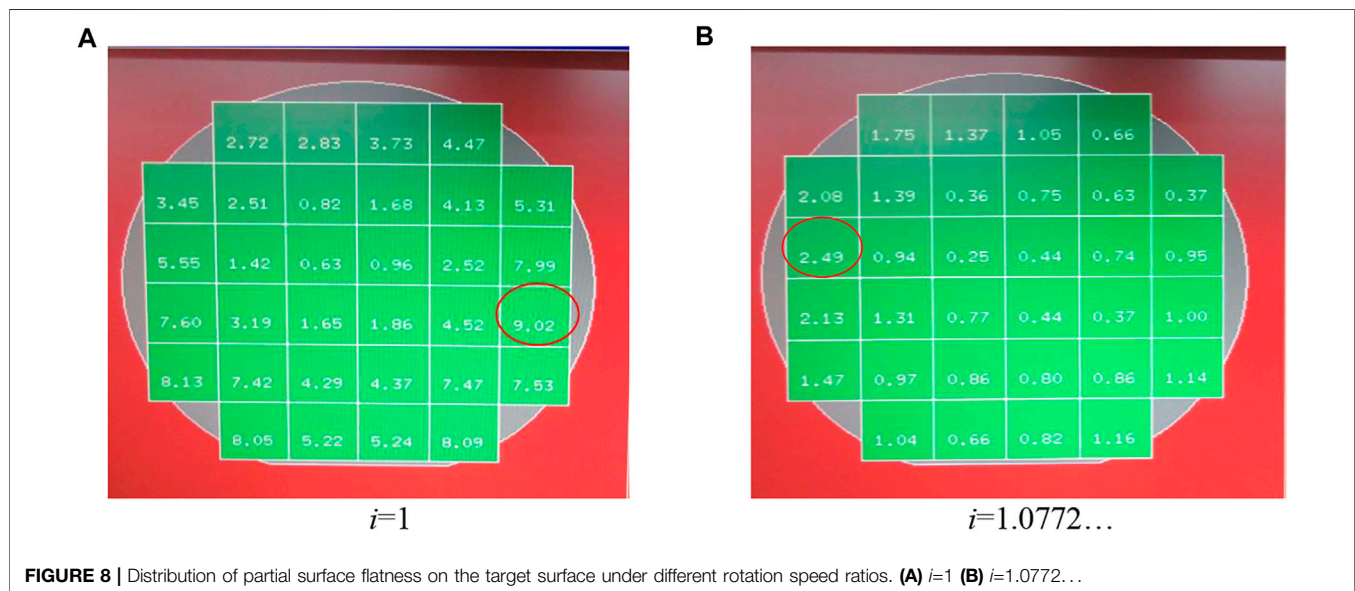 A
2.72 2.83 3.73 4.47
3.45 2.51 0.82 1.68 4.13 5.31
5.55 1.42 0.63 0.96 2.52 7.99
7.60 3.19 1.65 1.86 4.52 9.02
8.13 7.42 4.29 4.37 7.47 7.53
8.05 5.22 5.24 8.09
i=1
B
1.75 1.37 1.05 0.66
2.08 1.39 0.36 0.75 0.63 0.37
2.49 0.94 0.25 0.44 0.74 0.95
2.13 1.31 0.77 0.44 0.37 1.00
1.47 0.97 0.86 0.80 0.86 1.14
1.04 0.66 0.82 1.16
i=1.0772...
FIGURE 8 | Distribution of partial surface flatness on the target surface under different rotation speed ratios. (A) i=1 (B) i=1.0772...